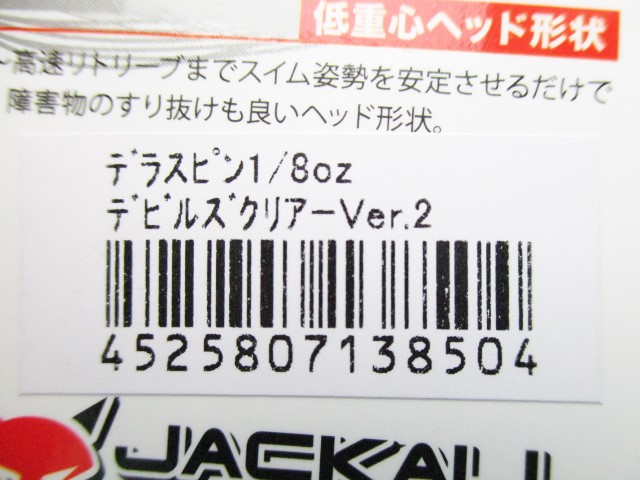 低重心ヘッド形状
～高速リトリーブまでスイム姿勢を安定させるだけで
障害物のすり抜けも良いヘッド形状。
デラスピン1/8oz
デビルズクリアーVer.2
4525807138504
JACKALL